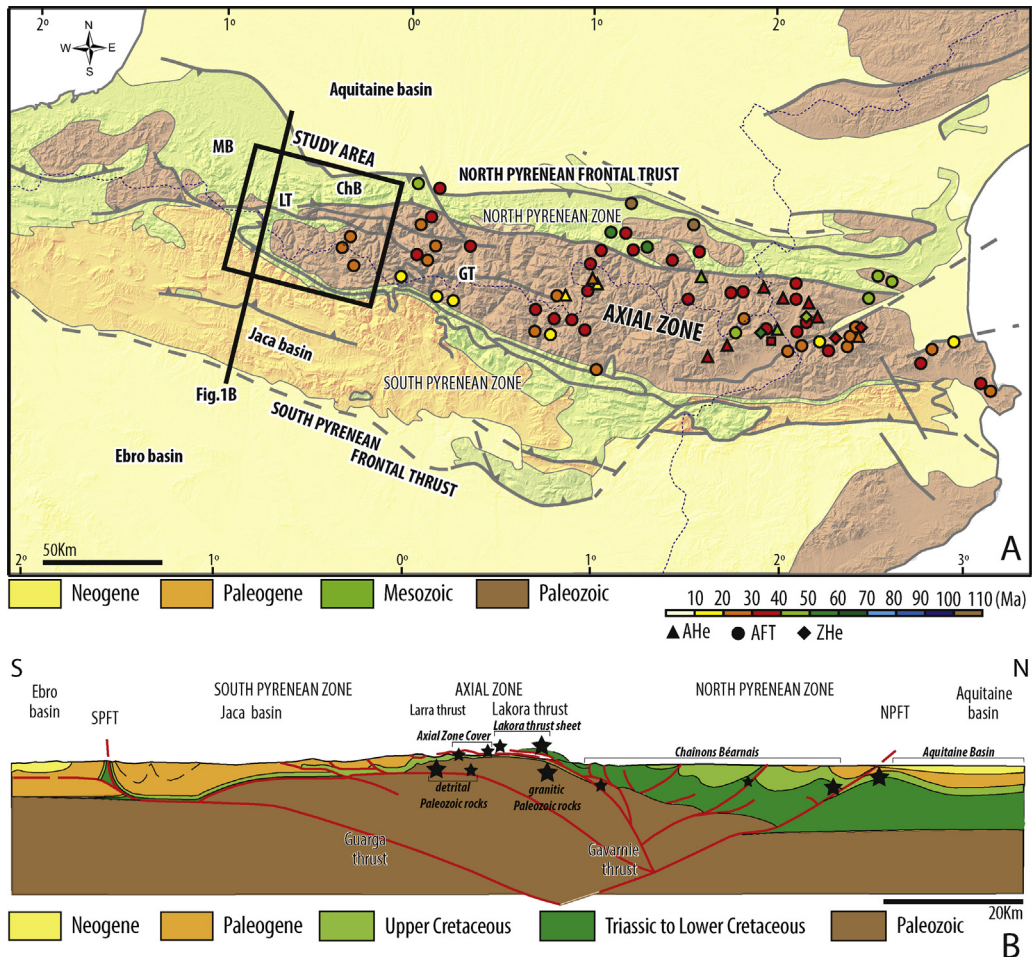 2° 1° 0° 1° 2° 3°
N
W E
S
Aquitaine basin
MB
STUDY AREA
ChB
LT
NORTH PYRENEAN FRONTAL TRUST
NORTH PYRENEAN ZONE
GT
AXIAL ZONE
Jaca basin
SOUTH PYRENEAN ZONE
Fig.1B
SOUTH PYRENEAN
FRONTAL THRUST
Ebro basin
50Km
A
2° 1° 0° 1° 2° 3°
Neogene Paleogene Mesozoic Paleozoic
10 20 30 40 50 60 70 80 90 100 110 (Ma)
AHe AFT ZHe
S N
SOUTH PYRENEAN ZONE AXIAL ZONE NORTH PYRENEAN ZONE
Ebro
basin
SPFT
Jaca basin
Larra thrust
Lakora thrust
Lakora thrust sheet
Axial Zone Cover
NPFT
Aquitaine
basin
Chainons Béarnais
Aquitaine Basin
detrital
Paleozoic rocks
granitic
Paleozoic rocks
Guarga
thrust
Gavarnie
thrust
20Km
Neogene Paleogene Upper Cretaceous Triassic to Lower Cretaceous Paleozoic
B